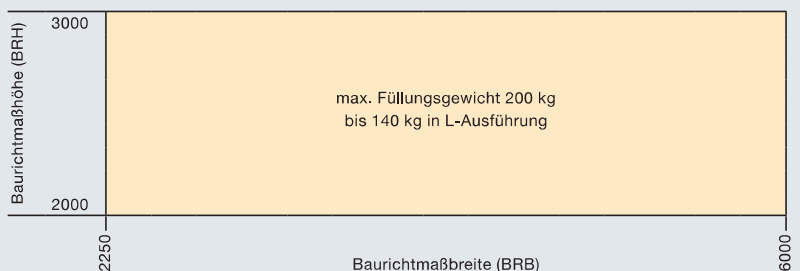 3000
Baurichtmaßhöhe (BRH)
max. Füllungsgewicht 200 kg
bis 140 kg in L-Ausführung
2000
2250
Baurichtmaßbreite (BRB)
6000